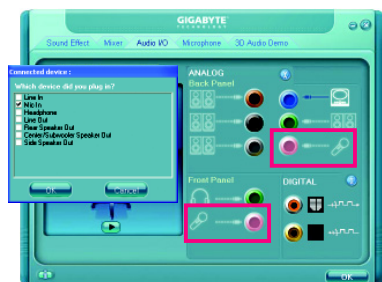 GIGABYTE
TECHNOLOGY
Sound Effect
Mixer
Audio I/O
Microphone
3D Audio Demo
Connected device :
Which device did you plug in?
Line In
Mic In
Headphone
Line Out
Rear Speaker Out
Center/Subwoofer Speaker Out
Side Speaker Out
OK
Cancel
ANALOG
Back Panel
Front Panel
DIGITAL
OK